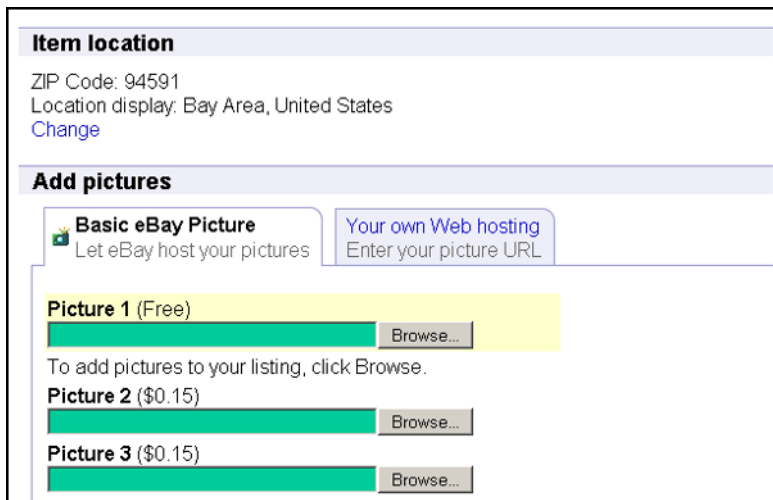 Item location
ZIP Code: 94591
Location display: Bay Area, United States
Change
Add pictures
Basic eBay Picture
Let eBay host your pictures
Your own Web hosting
Enter your picture URL
Picture 1 (Free)
Browse...
To add pictures to your listing, click Browse.
Picture 2 ($0.15)
Browse...
Picture 3 ($0.15)
Browse...